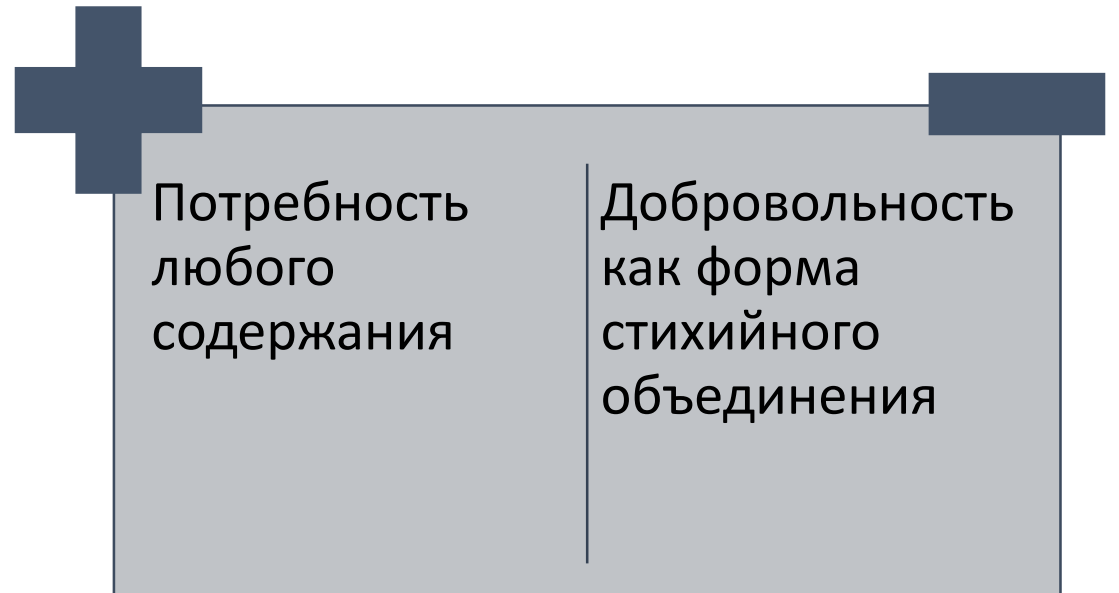 Потребность
любого
содержания
Добровольность
как форма
стихийного
объединения